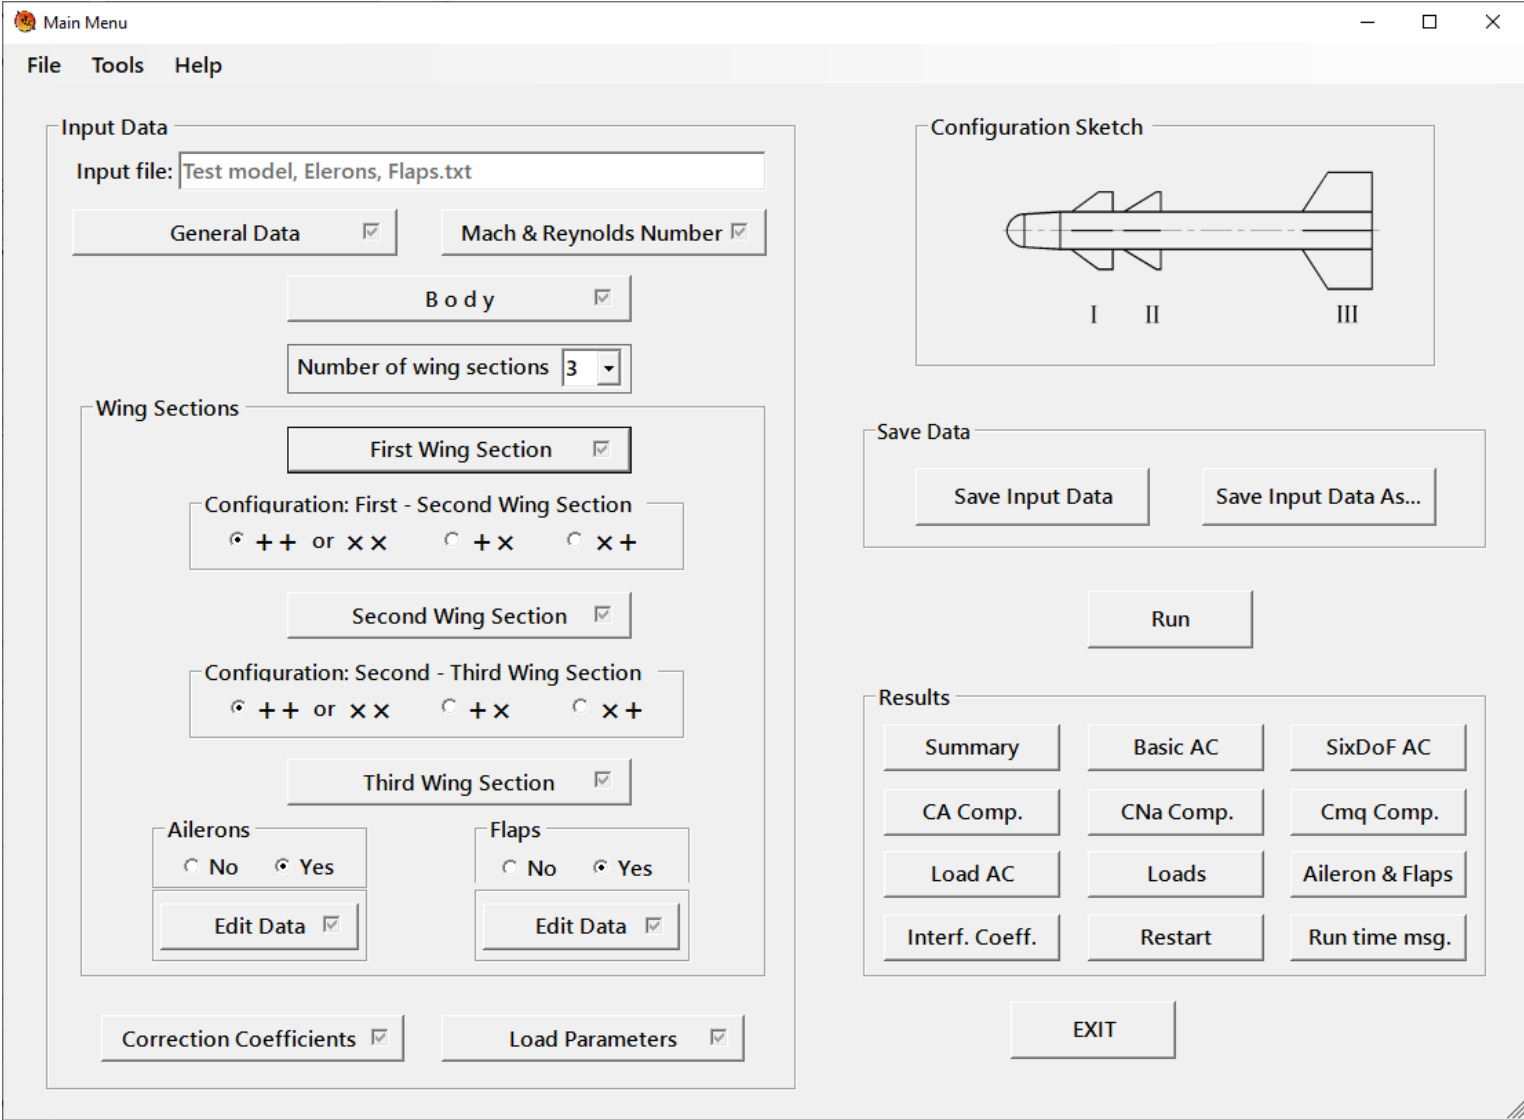 Main Menu
File Tools Help
Input Data
Input file: Test model, Elerons, Flaps.txt
General Data
Mach & Reynolds Number
B o d y
Number of wing sections 3
Wing Sections
First Wing Section
Configuration: First - Second Wing Section
++ or ×× +× ×+
Second Wing Section
Configuration: Second - Third Wing Section
++ or ×× +× ×+
Third Wing Section
Ailerons
No Yes
Edit Data
Flaps
No Yes
Edit Data
Correction Coefficients
Load Parameters
Configuration Sketch
I II III
Save Data
Save Input Data
Save Input Data As...
Run
Results
Summary
Basic AC
SixDoF AC
CA Comp.
CNa Comp.
Cmq Comp.
Load AC
Loads
Aileron & Flaps
Interf. Coeff.
Restart
Run time msg.
EXIT